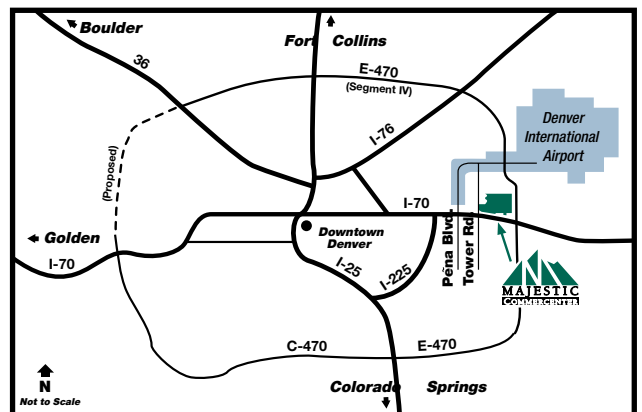 Boulder
Fort Collins
36
E-470
(Segment IV)
I-76
Denver
International
Airport
(Proposed)
I-70
Golden
I-70
Downtown
Denver
Péna Blvd.
Tower Rd.
I-25
I-225
MAJESTIC
COMMERCENTER
C-470
E-470
N
Not to Scale
Colorado Springs